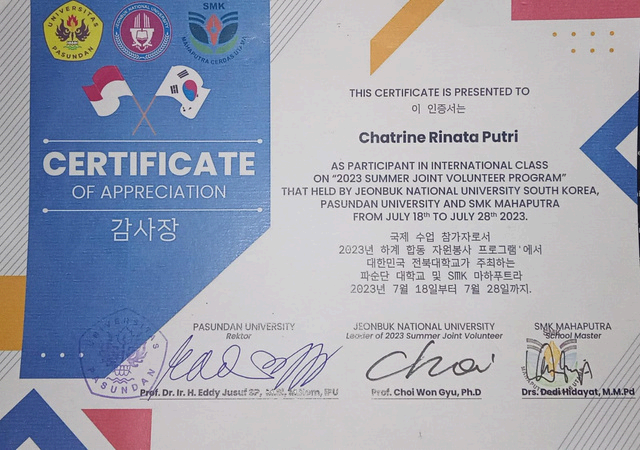 UNIVERSITAS
PASUNDAN
JEONBUK NATIONAL UNIVERSITY
SMK
MAHAPUTRA CERDAS UTAMA
THIS CERTIFICATE IS PRESENTED TO
이 인증서는
Chatrine Rinata Putri
CERTIFICATE
OF APPRECIATION
감사장
AS PARTICIPANT IN INTERNATIONAL CLASS
ON “2023 SUMMER JOINT VOLUNTEER PROGRAM”
THAT HELD BY JEONBUK NATIONAL UNIVERSITY SOUTH KOREA,
PASUNDAN UNIVERSITY AND SMK MAHAPUTRA
FROM JULY 18th TO JULY 28th 2023.
국제 수업 참가자로서
2023년 하계 합동 자원봉사 프로그램'에서
대한민국 전북대학교가 주최하는
파순단 대학교 및 SMK 마하푸트라
2023년 7월 18일부터 7월 28일까지.
PASUNDAN UNIVERSITY
Rektor
JEONBUK NATIONAL UNIVERSITY
Leader of 2023 Summer Joint Volunteer
SMK MAHAPUTRA
School Master
UNIVERSITAS
PASUNDAN
Choi
Prof. Dr. Ir. H. Eddy Jusuf SP, IPU
Prof. Choi Won Gyu, Ph.D
Drs. Dedi Hidayat, M.M.Pd